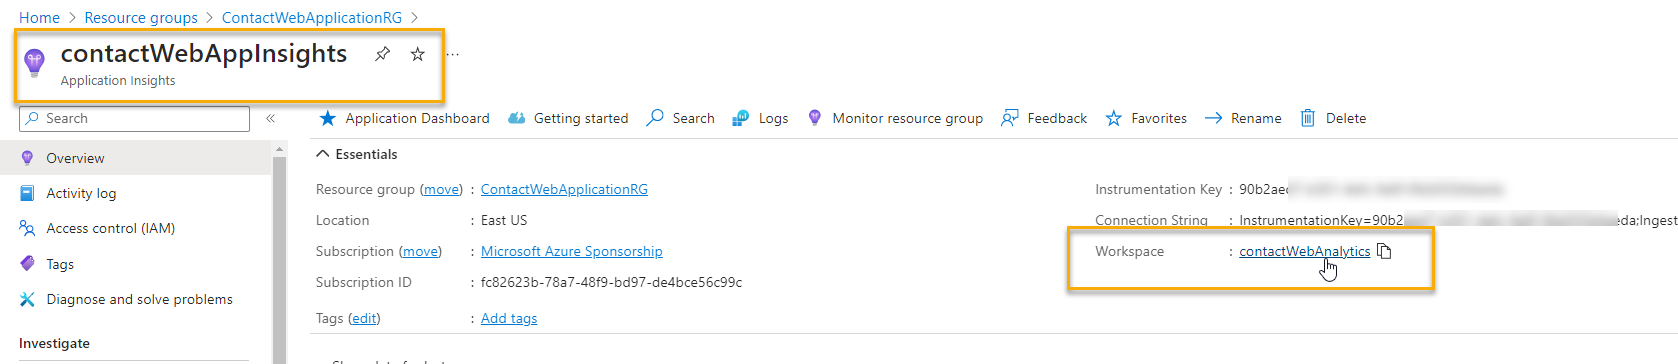 Home > Resource groups > ContactWebApplicationRG >
contactWebAppInsights ...
Application Insights
Search «
Application Dashboard Getting started Search Logs Monitor resource group Feedback Favorites Rename Delete
Overview
Activity log
Access control (IAM)
Tags
Diagnose and solve problems
Investigate
Essentials
Resource group (move) : ContactWebApplicationRG
Location : East US
Subscription (move) : Microsoft Azure Sponsorship
Subscription ID : fc82623b-78a7-48f9-bd97-de4bce56c99c
Tags (edit) : Add tags
Instrumentation Key : 90b2aed
Connection String : InstrumentationKey=90b2 eda;Ingest
Workspace : contactWebAnalytics